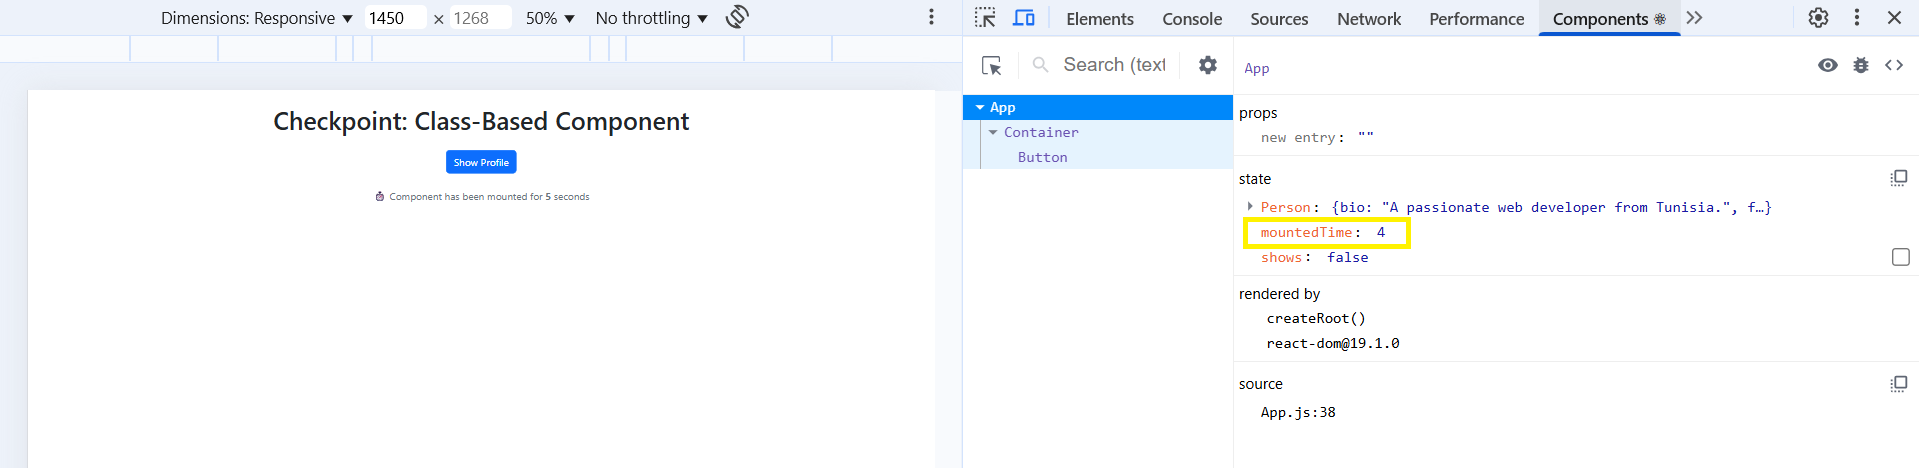 Dimensions: Responsive ▼ 1450 × 1268 50% ▼ No throttling ▼
Elements Console Sources Network Performance Components
Search (text
App
Container
Button
App
props
new entry: ""
state
Person: {bio: "A passionate web developer from Tunisia.", f…}
mountedTime: 4
shows: false
rendered by
createRoot()
react-dom@19.1.0
source
App.js:38
Checkpoint: Class-Based Component
Show Profile
Component has been mounted for 5 seconds